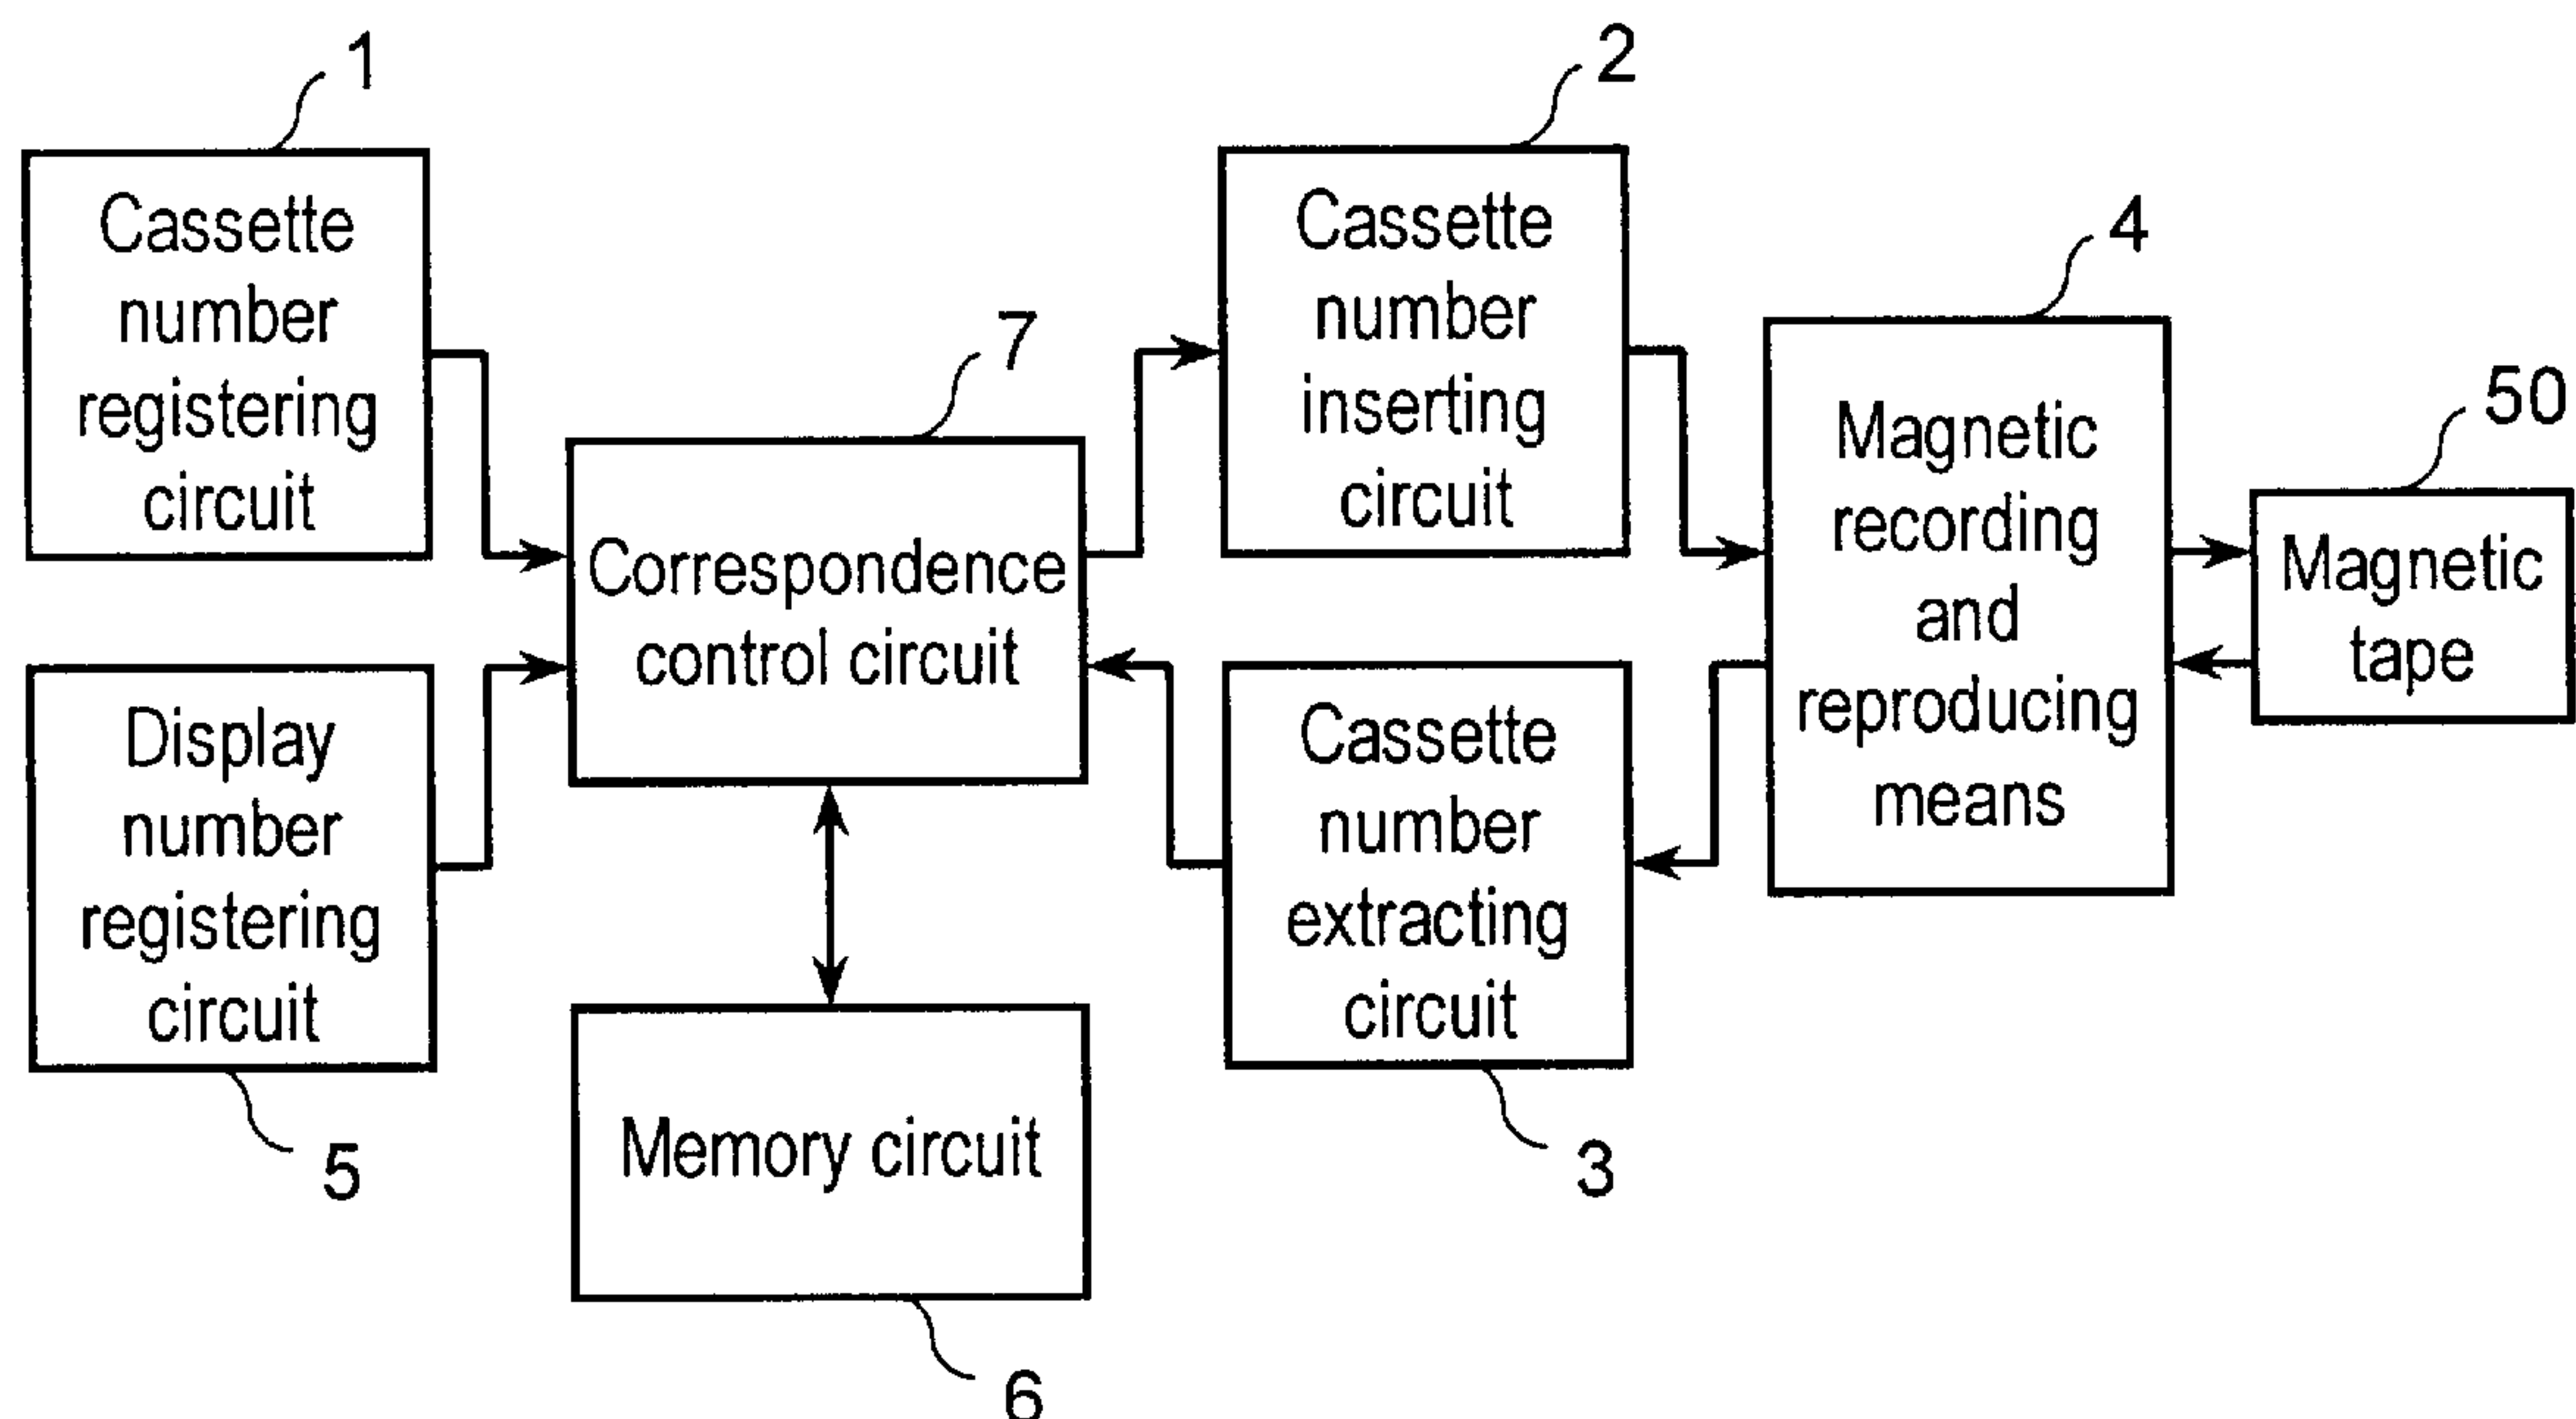 1
Cassette
number
registering
circuit
2
Cassette
number
inserting
circuit
4
Magnetic
recording
and
reproducing
means
50
Magnetic
tape
7
Correspondence
control circuit
Display
number
registering
circuit
5
Cassette
number
extracting
circuit
3
Memory circuit
6